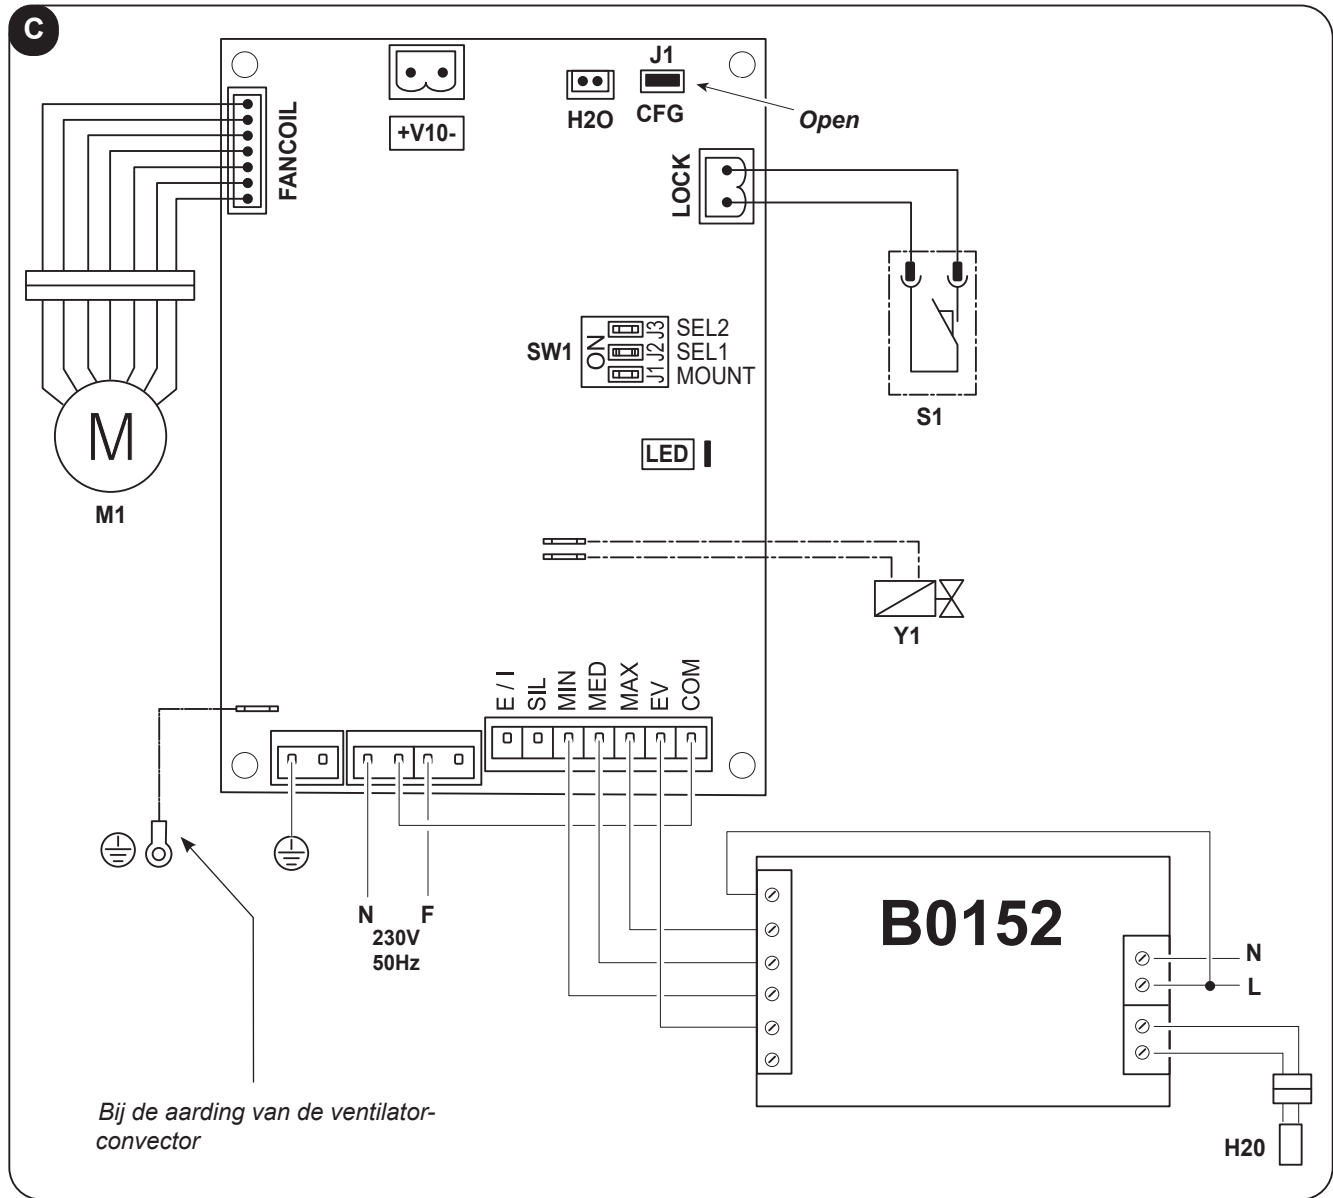 C
J1
H2O
CFG
Open
+V10-
FANCOIL
LOCK
SW1
ON
J3
SEL2
J2
SEL1
J1
MOUNT
S1
M
M1
LED
Y1
E / I
SIL
MIN
MED
MAX
EV
COM
N
F
230V
50Hz
B0152
N
L
H20
Bij de aarding van de ventilator-
convector